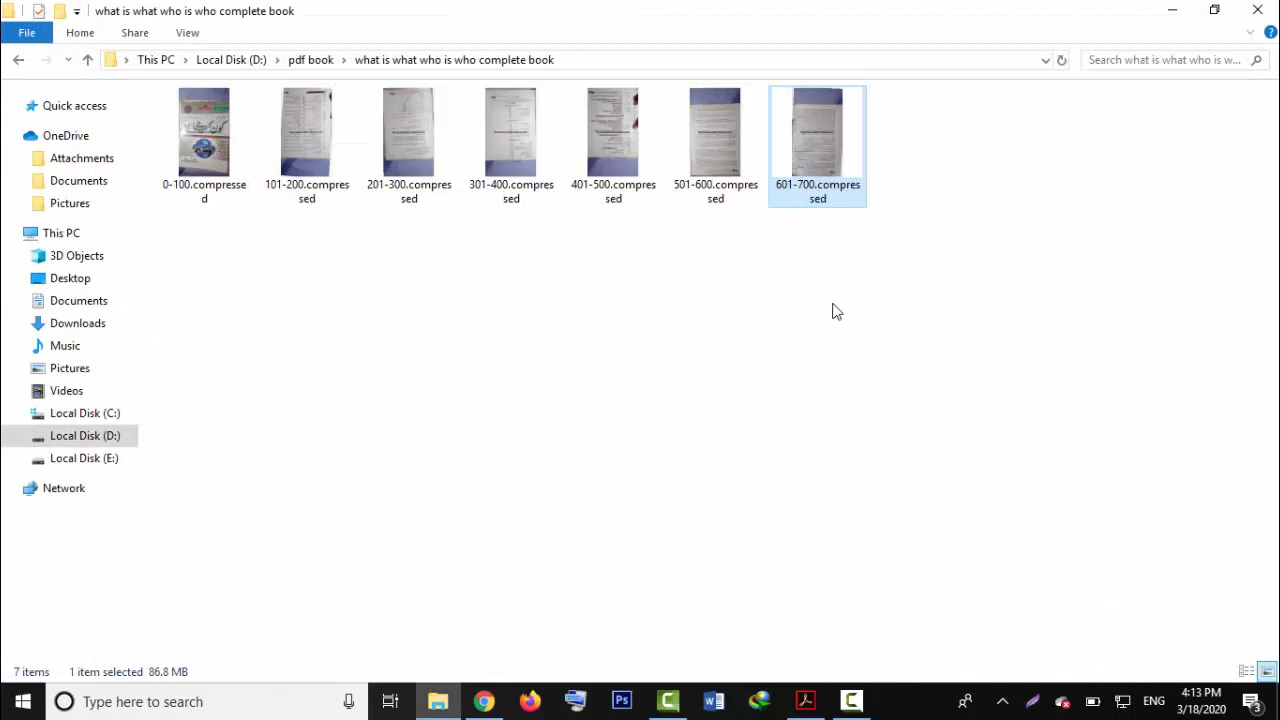 what is what who is who complete book
File Home Share View
This PC Local Disk (D:) pdf book what is what who is who complete book Search what is what who is w...
Quick access
OneDrive
Attachments
Documents
Pictures
This PC
3D Objects
Desktop
Documents
Downloads
Music
Pictures
Videos
Local Disk (C:)
Local Disk (D:)
Local Disk (E:)
Network
0-100.compresse
d
101-200.compres
sed
201-300.compres
sed
301-400.compres
sed
401-500.compres
sed
501-600.compres
sed
601-700.compres
sed
7 items 1 item selected 86.8 MB
Type here to search
Ps
ENG
4:13 PM
3/18/2020
3